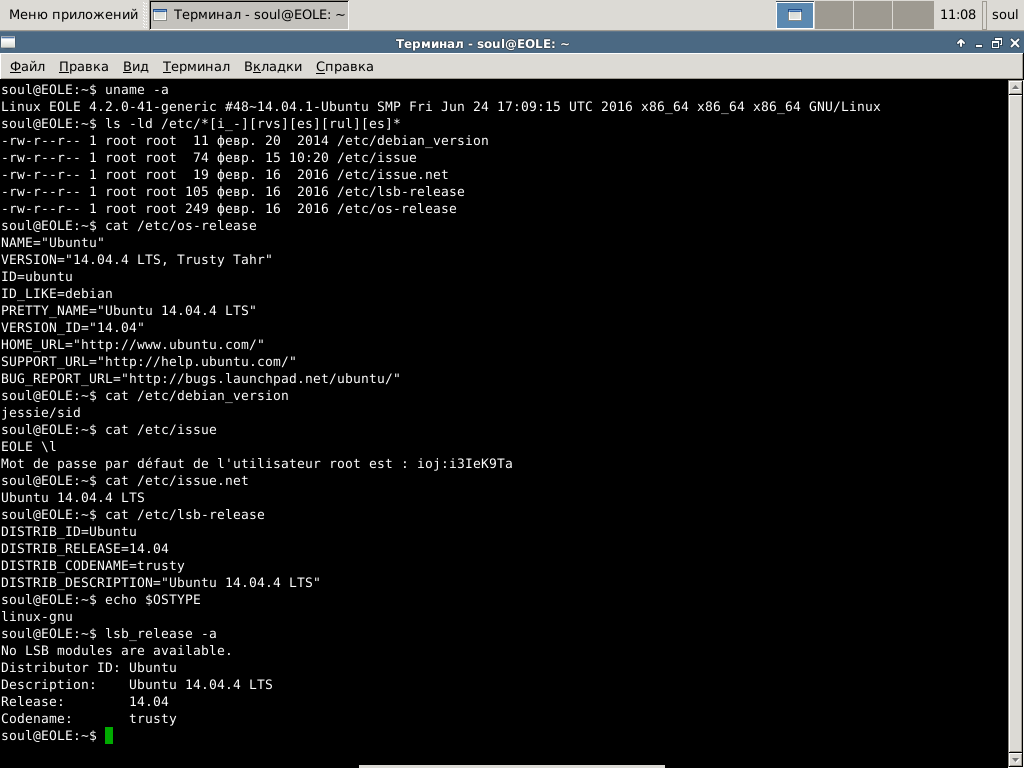 Меню приложений Терминал - soul@EOLE: ~ 11:08 soul
Терминал - soul@EOLE: ~
Файл Правка Вид Терминал Вкладки Справка
soul@EOLE:~$ uname -a
Linux EOLE 4.2.0-41-generic #48~14.04.1-Ubuntu SMP Fri Jun 24 17:09:15 UTC 2016 x86_64 x86_64 x86_64 GNU/Linux
soul@EOLE:~$ ls -ld /etc/*[i_-][rvs][es][rul][es]*
-rw-r--r-- 1 root root  11 февр. 20  2014 /etc/debian_version
-rw-r--r-- 1 root root  74 февр. 15 10:20 /etc/issue
-rw-r--r-- 1 root root  19 февр. 16  2016 /etc/issue.net
-rw-r--r-- 1 root root 105 февр. 16  2016 /etc/lsb-release
-rw-r--r-- 1 root root 249 февр. 16  2016 /etc/os-release
soul@EOLE:~$ cat /etc/os-release
NAME="Ubuntu"
VERSION="14.04.4 LTS, Trusty Tahr"
ID=ubuntu
ID_LIKE=debian
PRETTY_NAME="Ubuntu 14.04.4 LTS"
VERSION_ID="14.04"
HOME_URL="http://www.ubuntu.com/"
SUPPORT_URL="http://help.ubuntu.com/"
BUG_REPORT_URL="http://bugs.launchpad.net/ubuntu/"
soul@EOLE:~$ cat /etc/debian_version
jessie/sid
soul@EOLE:~$ cat /etc/issue
EOLE \l
Mot de passe par défaut de l'utilisateur root est : ioj:i3IeK9Ta
soul@EOLE:~$ cat /etc/issue.net
Ubuntu 14.04.4 LTS
soul@EOLE:~$ cat /etc/lsb-release
DISTRIB_ID=Ubuntu
DISTRIB_RELEASE=14.04
DISTRIB_CODENAME=trusty
DISTRIB_DESCRIPTION="Ubuntu 14.04.4 LTS"
soul@EOLE:~$ echo $OSTYPE
linux-gnu
soul@EOLE:~$ lsb_release -a
No LSB modules are available.
Distributor ID: Ubuntu
Description:    Ubuntu 14.04.4 LTS
Release:        14.04
Codename:       trusty
soul@EOLE:~$